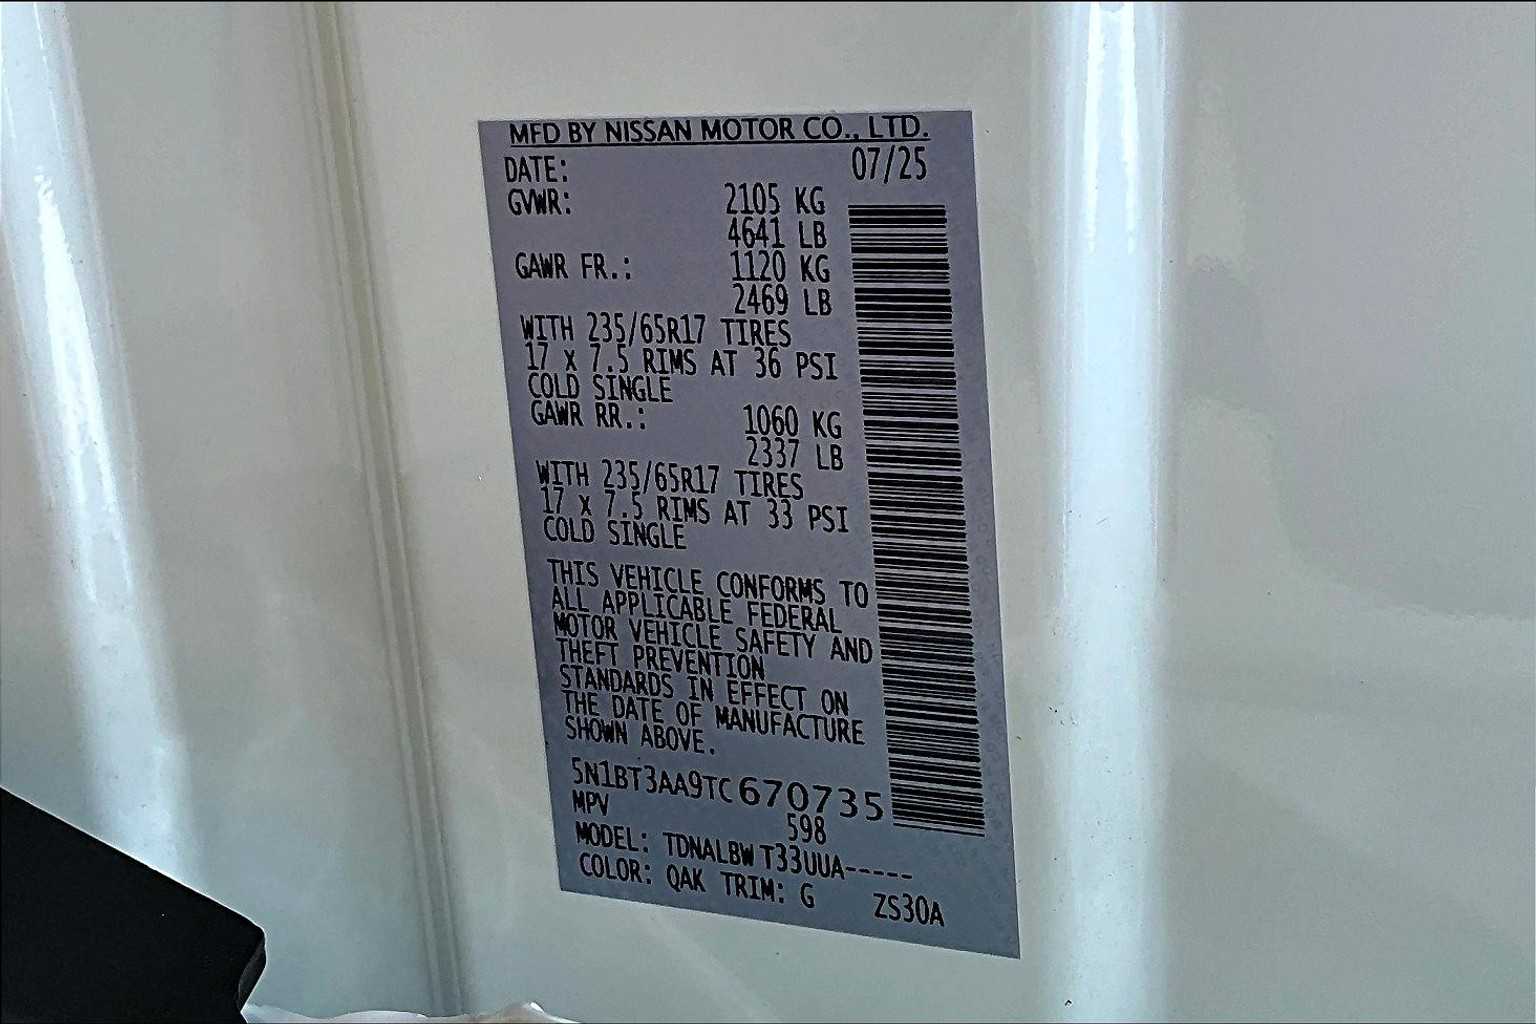 MFD BY NISSAN MOTOR CO., LTD.
DATE: 07/25
GVWR: 2105 KG
4641 LB
GAWR FR.: 1120 KG
2469 LB
WITH 235/65R17 TIRES
17 X 7.5 RIMS AT 36 PSI
COLD SINGLE
GAWR RR.: 1060 KG
2337 LB
WITH 235/65R17 TIRES
17 X 7.5 RIMS AT 33 PSI
COLD SINGLE
THIS VEHICLE CONFORMS TO
ALL APPLICABLE FEDERAL
MOTOR VEHICLE SAFETY AND
THEFT PREVENTION
STANDARDS IN EFFECT ON
THE DATE OF MANUFACTURE
SHOWN ABOVE.
5N1BT3AA9TC670735
MPV 598
MODEL: TDNALBW T33UUA-----
COLOR: QAK TRIM: G ZS30A